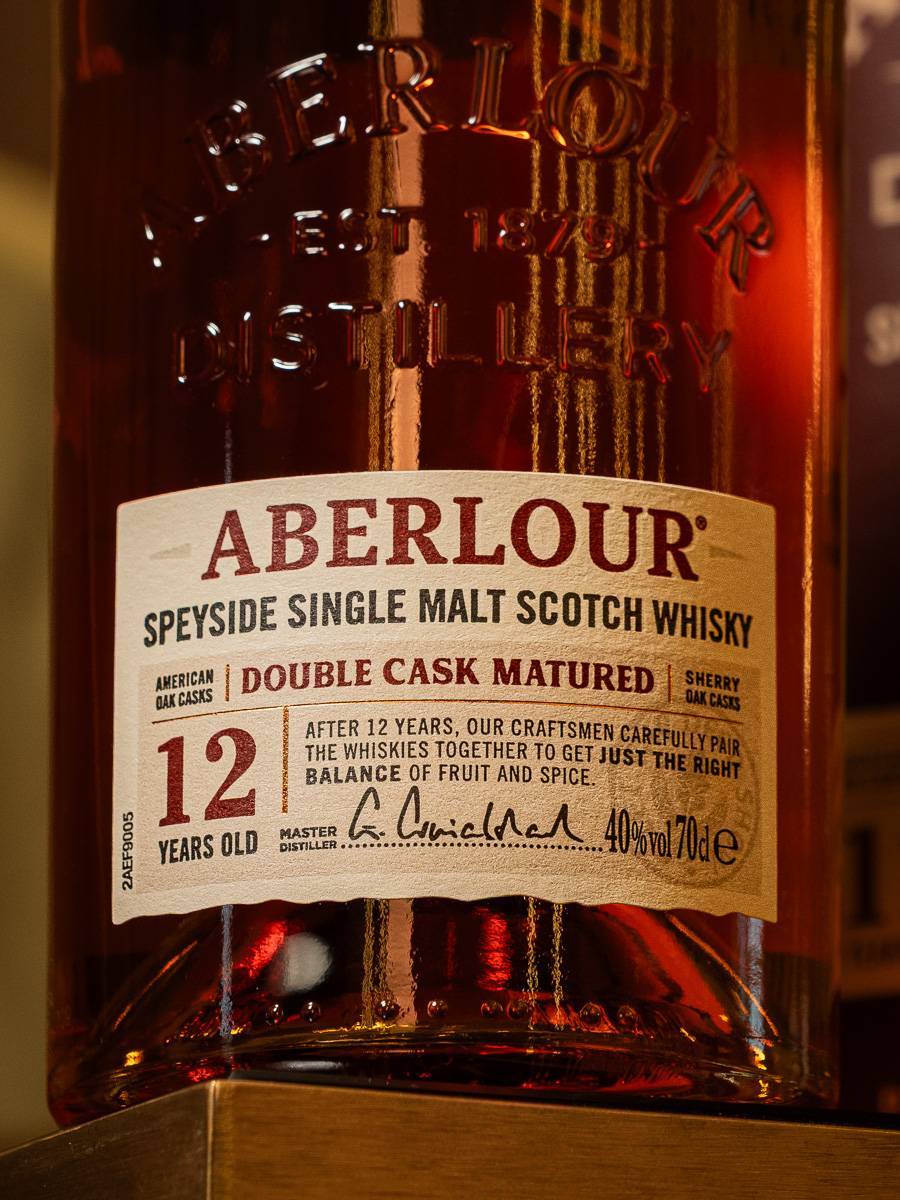 ABERLOUR
-EST. 1879-
DISTILLERY
ABERLOUR®
SPEYSIDE SINGLE MALT SCOTCH WHISKY
AMERICAN
OAK CASKS
DOUBLE CASK MATURED
SHERRY
OAK CASKS
12
YEARS OLD
AFTER 12 YEARS, OUR CRAFTSMEN CAREFULLY PAIR
THE WHISKIES TOGETHER TO GET JUST THE RIGHT
BALANCE OF FRUIT AND SPICE.
MASTER
DISTILLER
40%vol 70cl e
2AEF9005